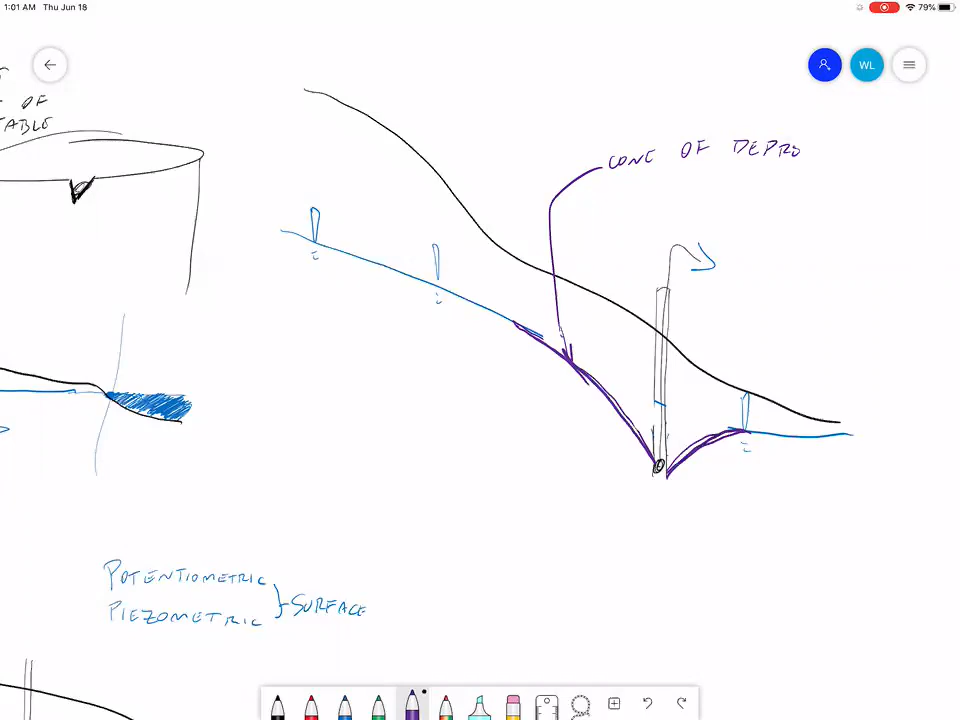 1:01 AM Thu Jun 18
79%
WL
OF
TABLE
CONE OF DEPRO
POTENTIOMETRIC
PIEZOMETRIC
SURFACE